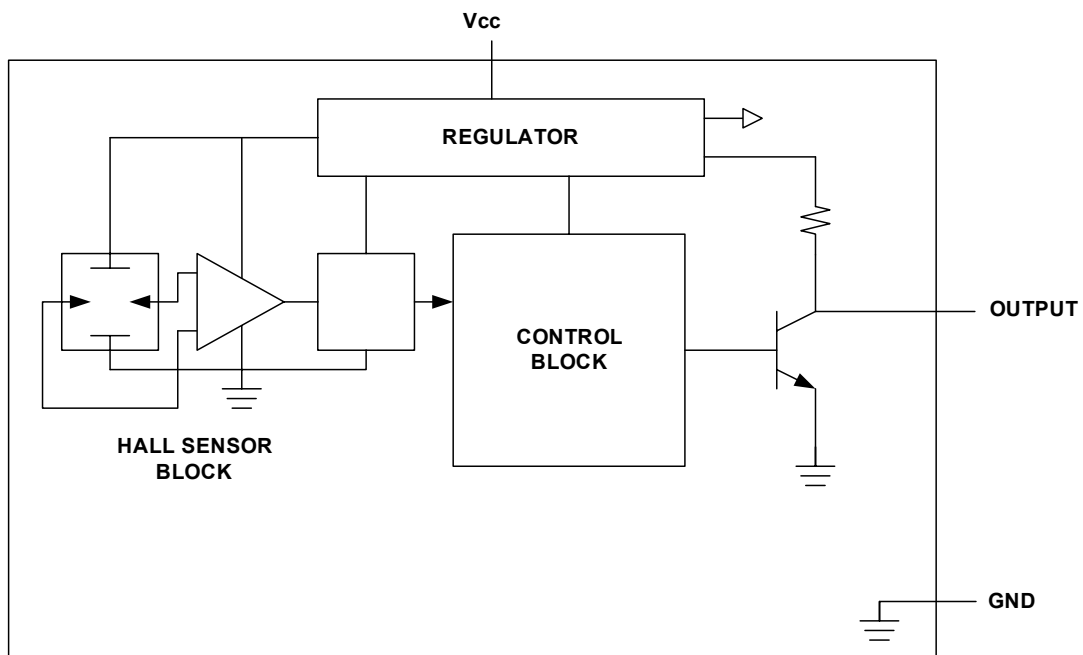 Vcc
REGULATOR
CONTROL
BLOCK
OUTPUT
HALL SENSOR
BLOCK
GND